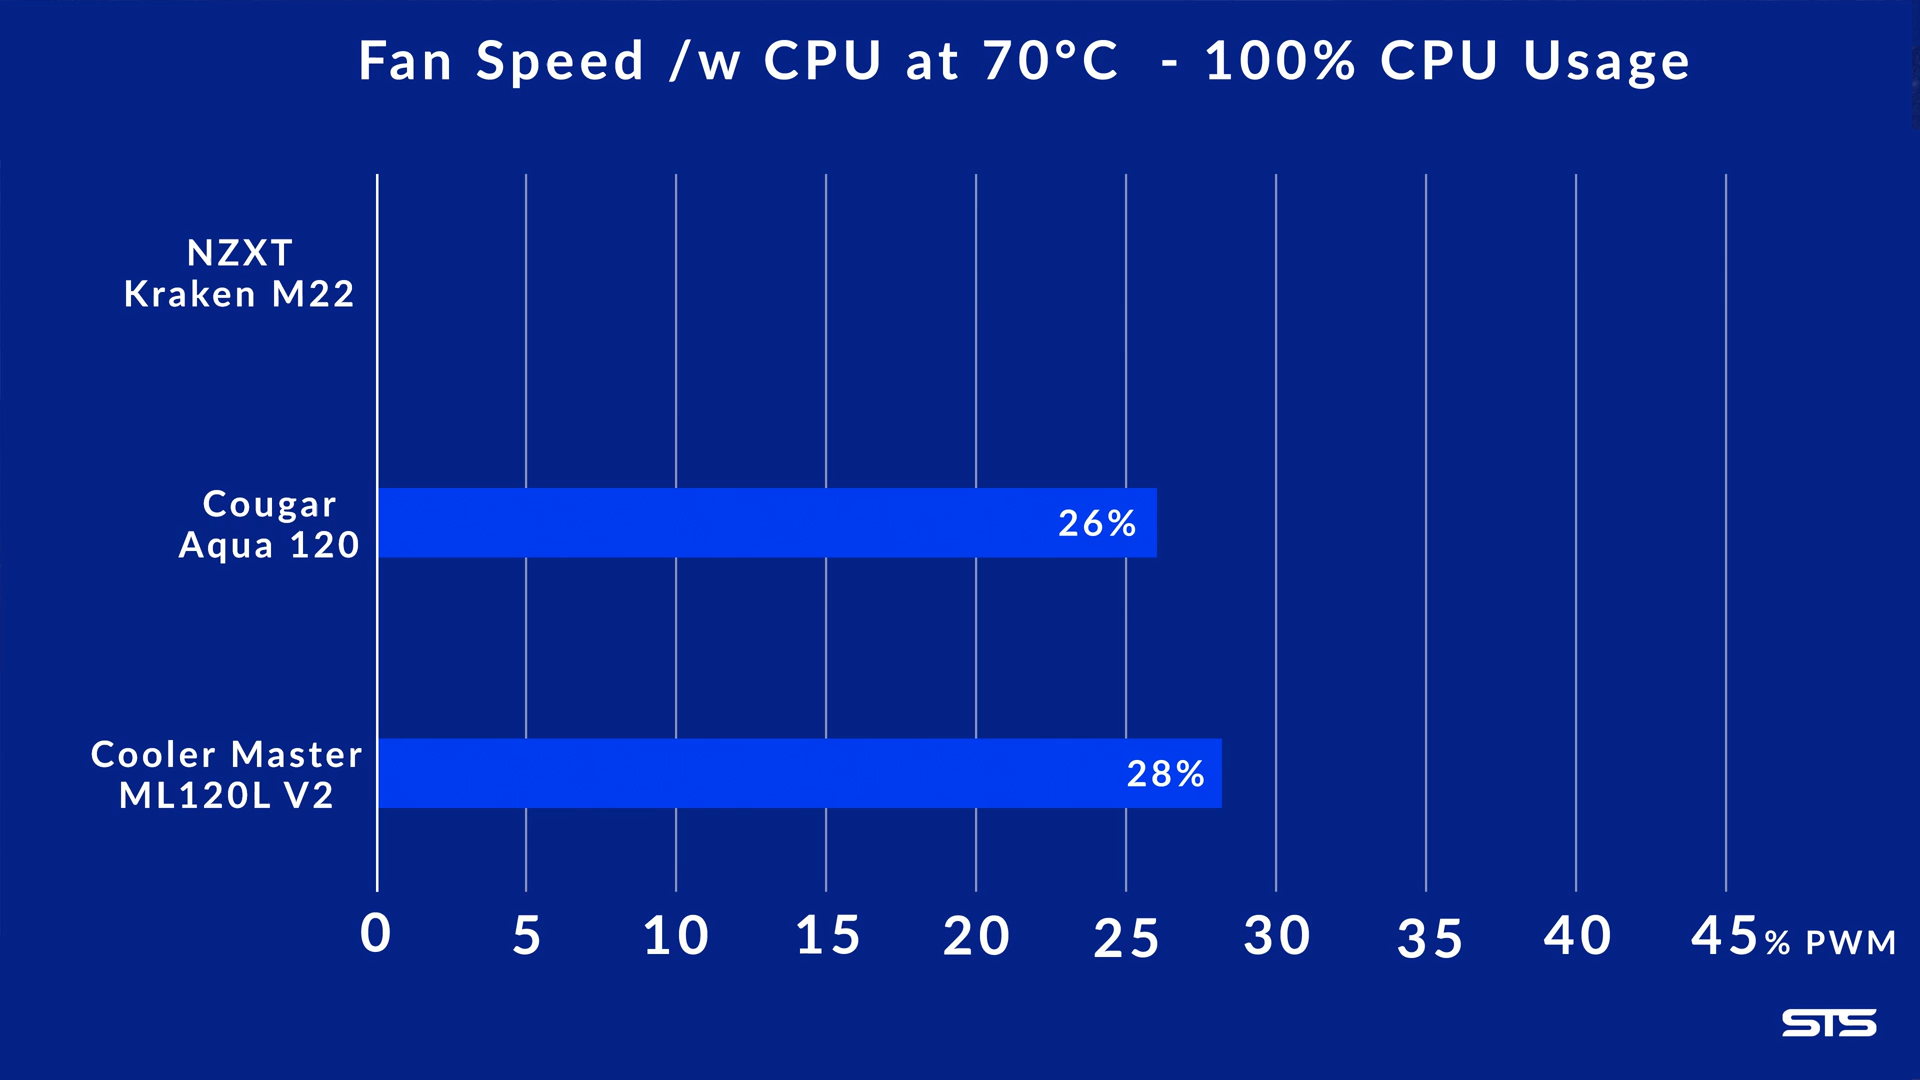 Fan Speed /w CPU at 70°C - 100% CPU Usage
NZXT
Kraken M22
Cougar
Aqua 120
26%
Cooler Master
ML120L V2
28%
0 5 10 15 20 25 30 35 40 45 % PWM
STS